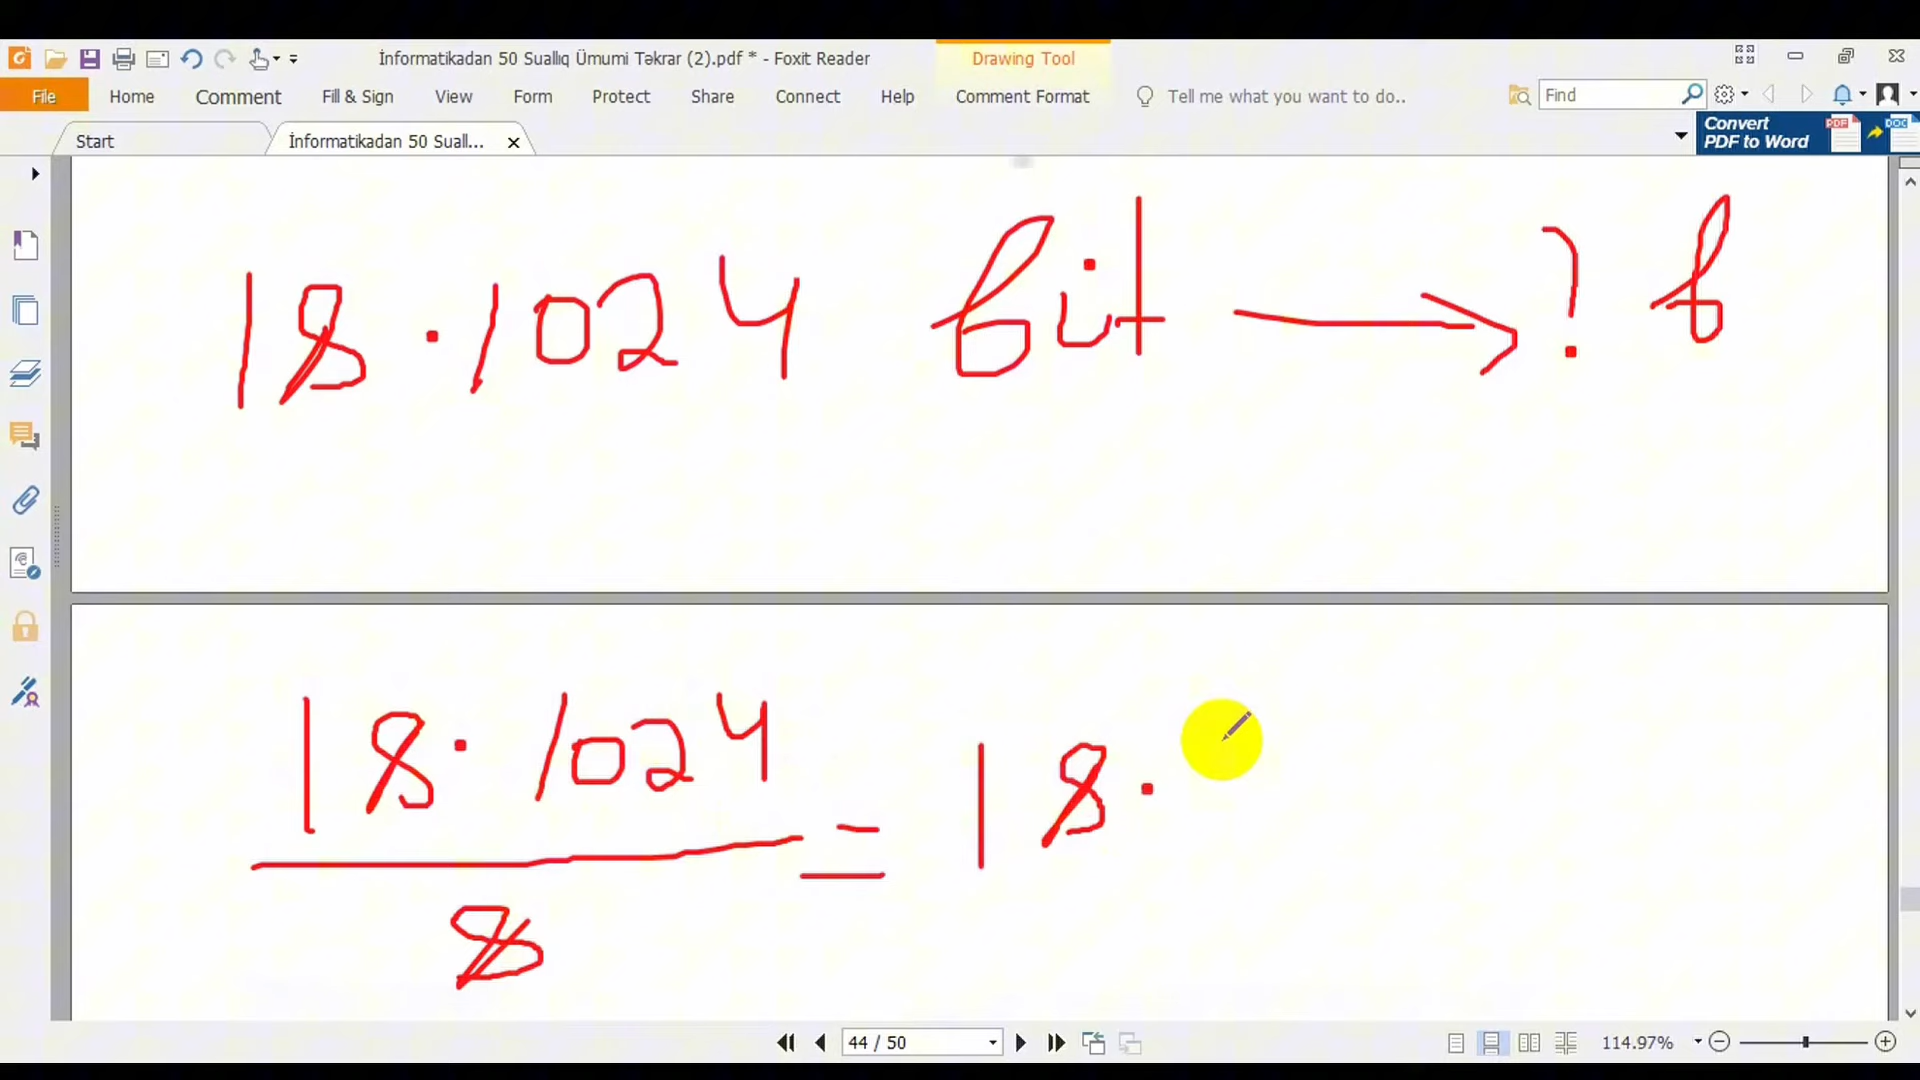 İnformatikadan 50 Suallıq Ümumi Təkrar (2).pdf * - Foxit Reader
Drawing Tool
File Home Comment Fill & Sign View Form Protect Share Connect Help Comment Format Tell me what you want to do.. Find
Start İnformatikadan 50 Suall...
Convert
PDF to Word
PDF DOC
18 · 1024 bit → ? b
18 · 1024
8
= 18 ·
44 / 50
114.97%